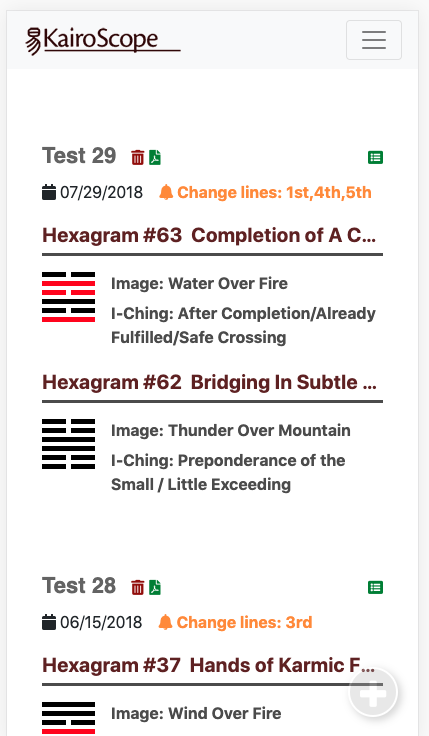 KairoScope
Test 29
07/29/2018 Change lines: 1st,4th,5th
Hexagram #63 Completion of A C...
Image: Water Over Fire
I-Ching: After Completion/Already
Fulfilled/Safe Crossing
Hexagram #62 Bridging In Subtle ...
Image: Thunder Over Mountain
I-Ching: Preponderance of the
Small / Little Exceeding
Test 28
06/15/2018 Change lines: 3rd
Hexagram #37 Hands of Karmic F...
Image: Wind Over Fire